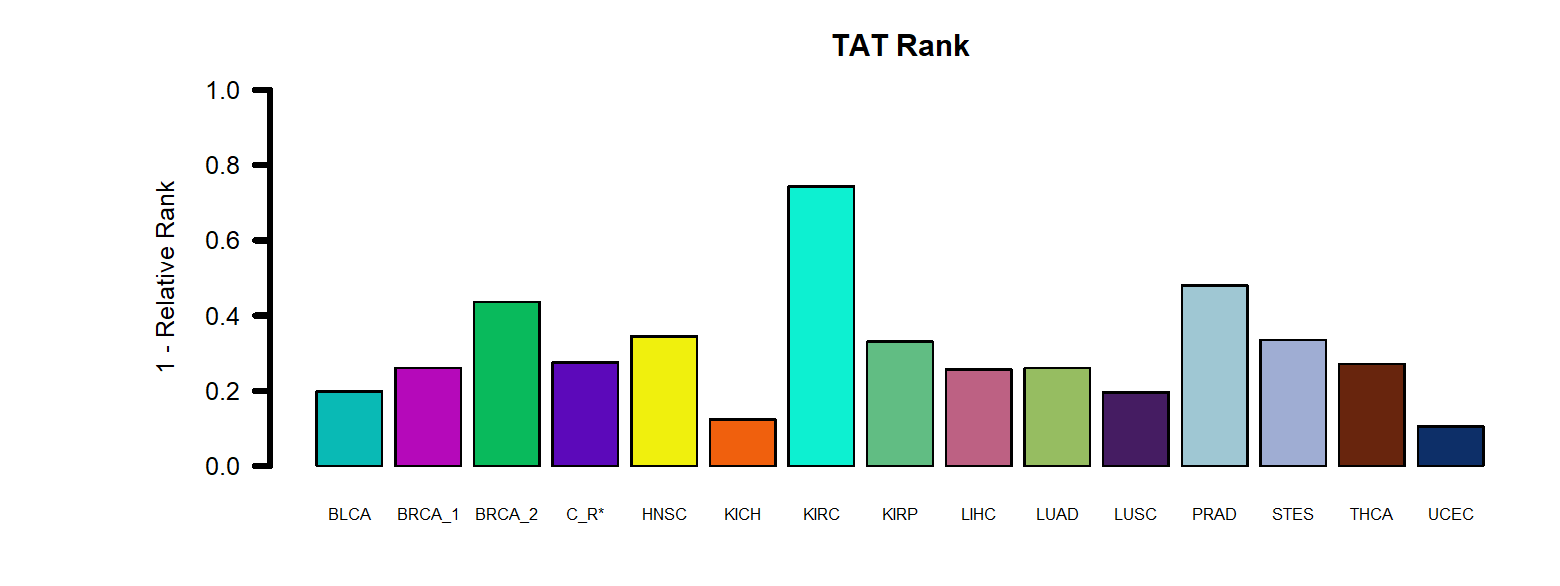 TAT Rank
1 - Relative Rank
1.0
0.8
0.6
0.4
0.2
0.0
BLCA BRCA_1 BRCA_2 C_R* HNSC KICH KIRC KIRP LIHC LUAD LUSC PRAD STES THCA UCEC